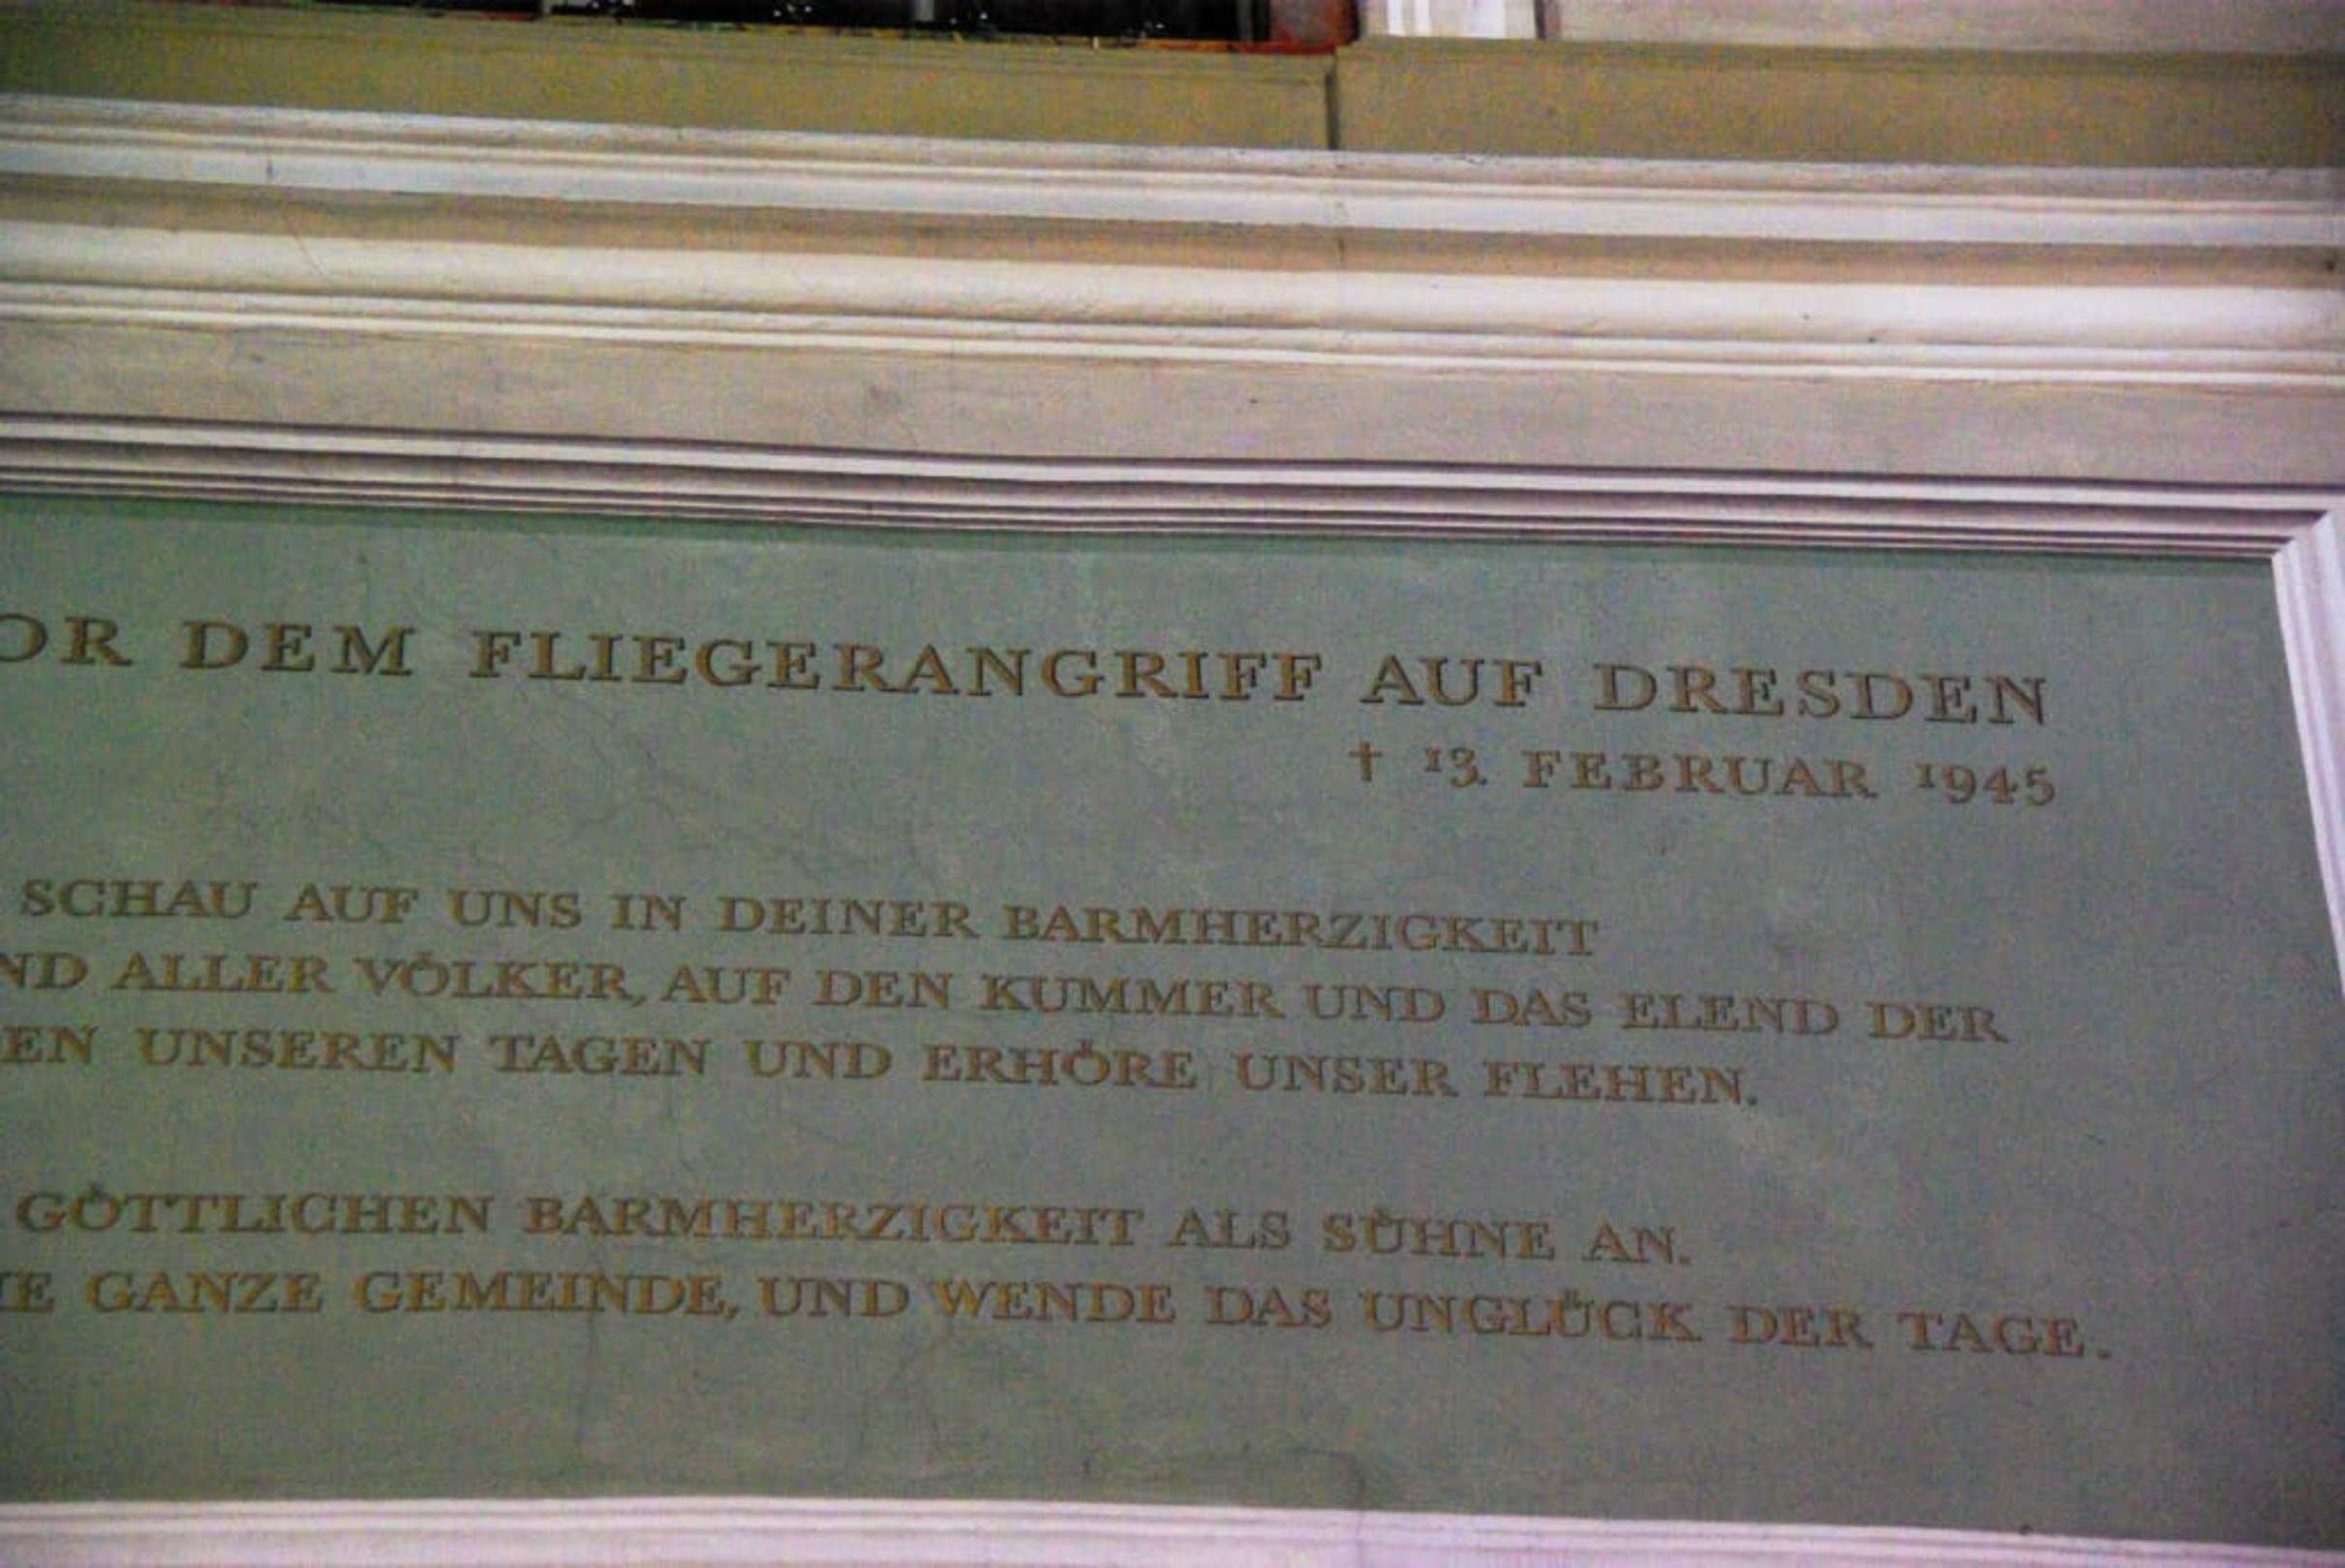 OR DEM FLIEGERANGRIFF AUF DRESDEN
† 13. FEBRUAR 1945
SCHAU AUF UNS IN DEINER BARMHERZIGKEIT
ND ALLER VÖLKER, AUF DEN KUMMER UND DAS ELEND DER
EN UNSEREN TAGEN UND ERHÖRE UNSER FLEHEN.
GÖTTLICHEN BARMHERZIGKEIT ALS SÜHNE AN.
IE GANZE GEMEINDE, UND WENDE DAS UNGLÜCK DER TAGE.